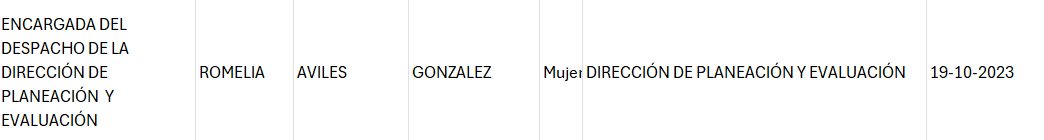 ENCARGADA DEL
DESPACHO DE LA
DIRECCIÓN DE
PLANEACIÓN Y
EVALUACIÓN
ROMELIA
AVILES
GONZALEZ
Mujer
DIRECCIÓN DE PLANEACIÓN Y EVALUACIÓN
19-10-2023